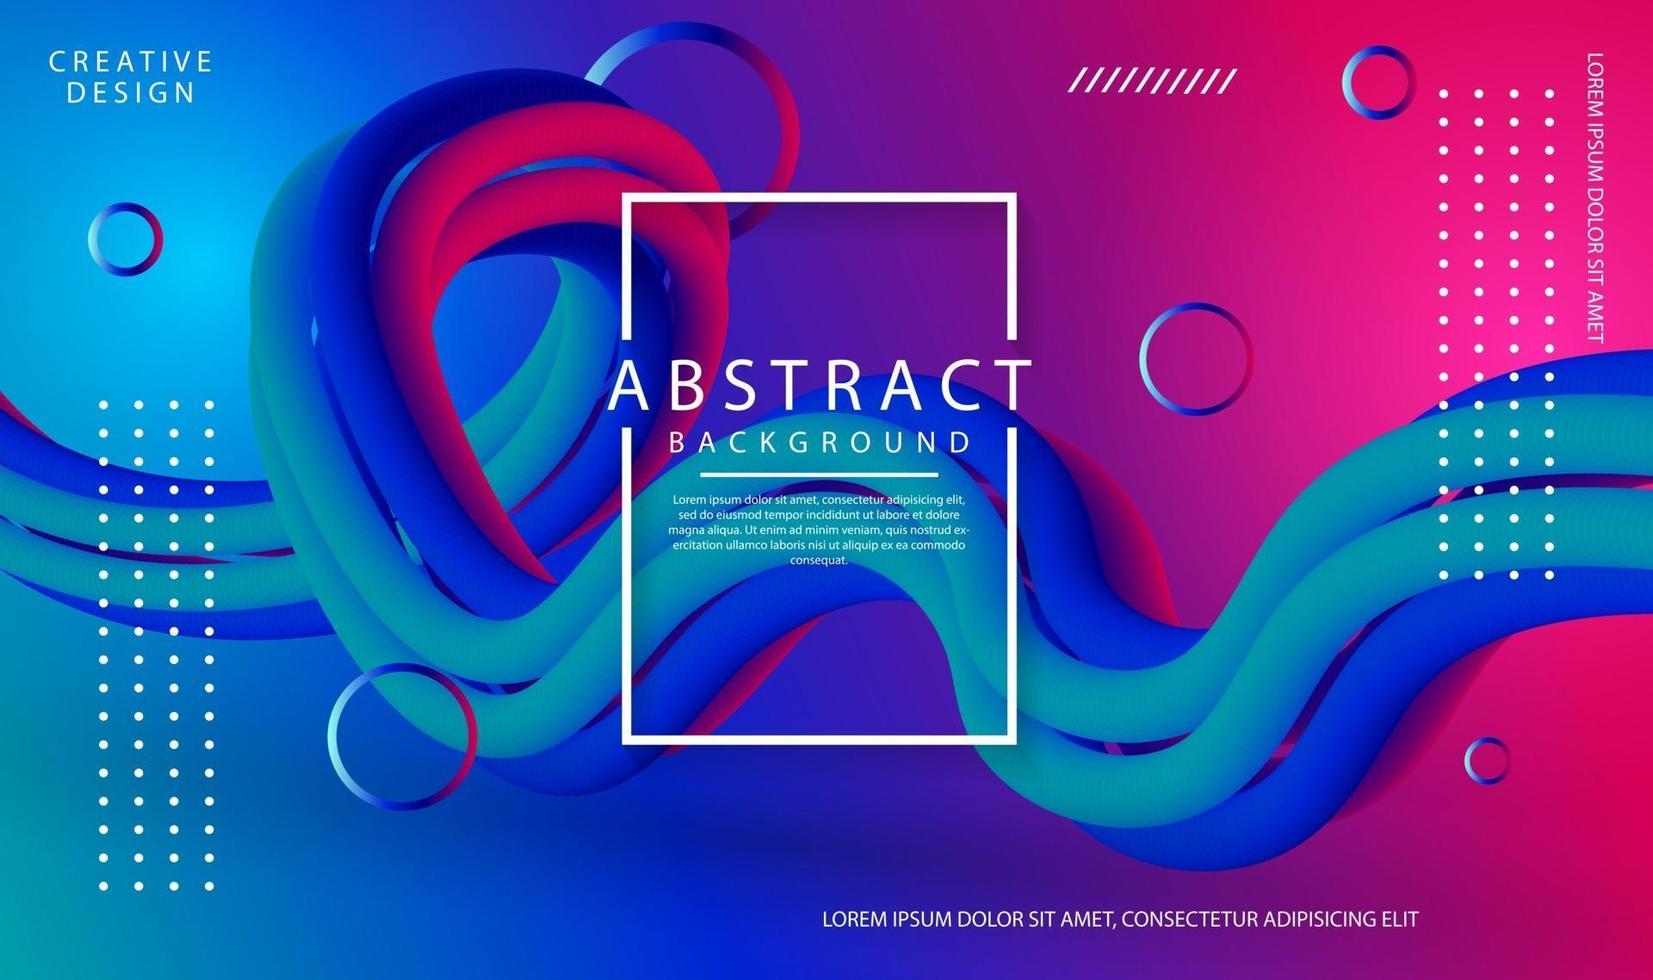 CREATIVE
DESIGN
LOREM IPSUM DOLOR SIT AMET
ABSTRACT
BACKGROUND
Lorem ipsum dolor sit amet, consectetur adipisicing elit,
sed do eiusmod tempor incididunt ut labore et dolore
magna aliqua. Ut enim ad minim veniam, quis nostrud ex-
ercitation ullamco laboris nisi ut aliquip ex ea commodo
consequat.
LOREM IPSUM DOLOR SIT AMET, CONSECTETUR ADIPISICING ELIT